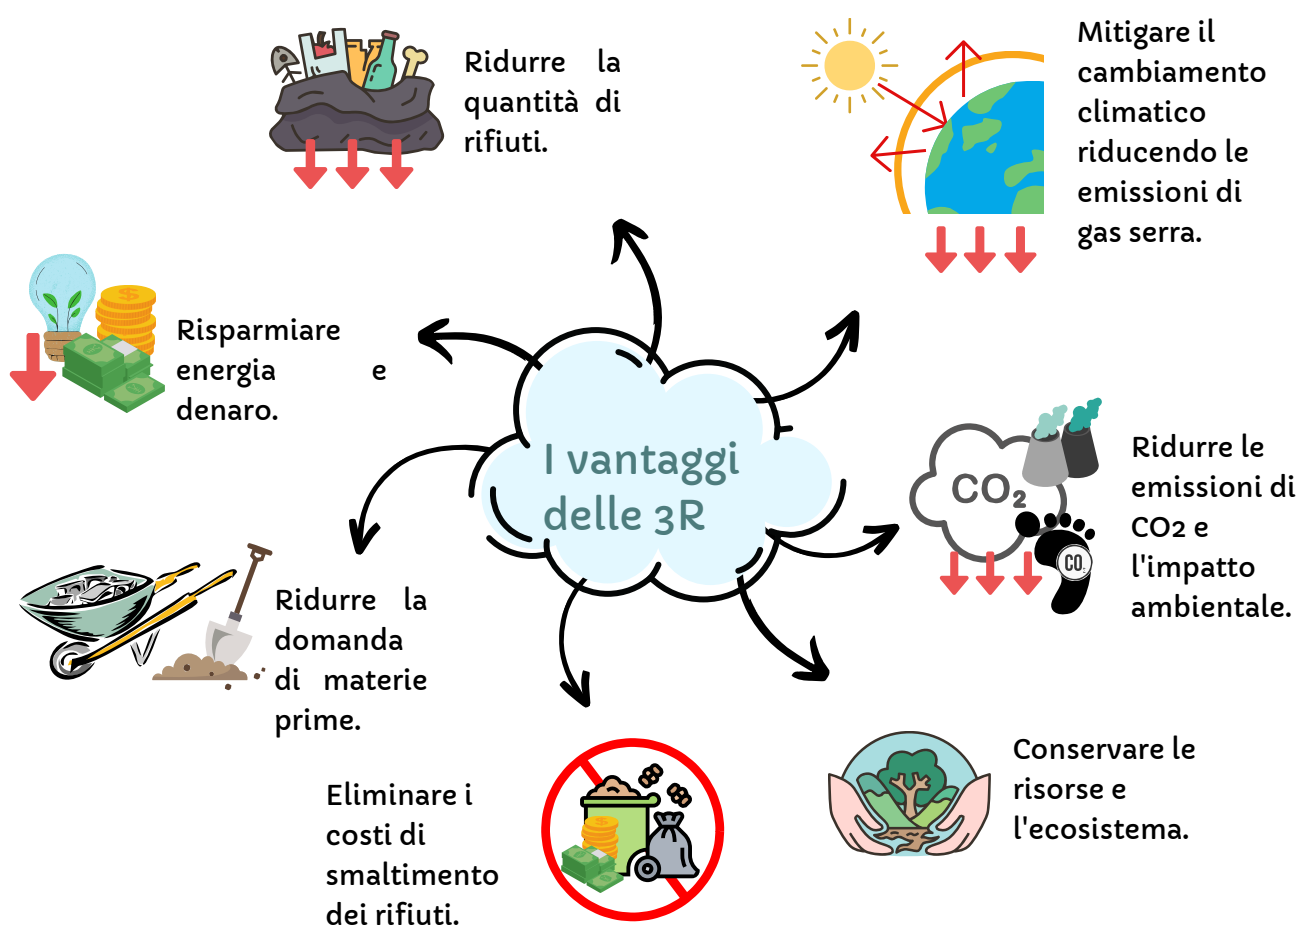 Ridurre la
quantità di
rifiuti.
Mitigare il
cambiamento
climatico
riducendo le
emissioni di
gas serra.
Risparmiare
energia e
denaro.
I vantaggi
delle 3R
CO₂
CO₂
Ridurre le
emissioni di
CO2 e
l'impatto
ambientale.
Ridurre la
domanda
di materie
prime.
Eliminare i
costi di
smaltimento
dei rifiuti.
Conservare le
risorse e
l'ecosistema.